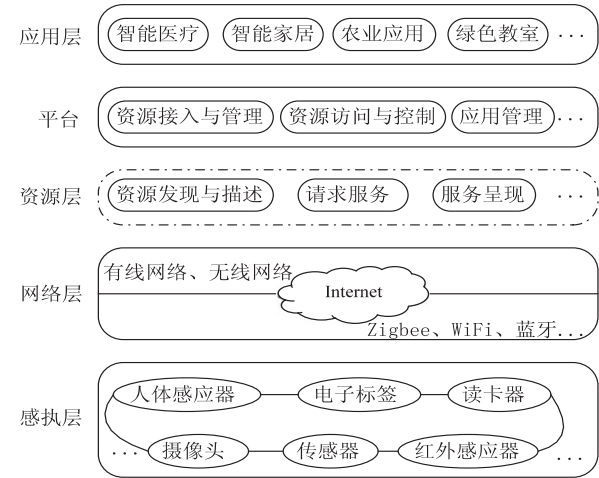 应用层 智能医疗 智能家居 农业应用 绿色教室 ...
平台 资源接入与管理 资源访问与控制 应用管理 ...
资源层 资源发现与描述 请求服务 服务呈现 ...
有线网络、无线网络
网络层 Internet
Zigbee、WiFi、蓝牙...
人体感应器 电子标签 读卡器
感执层
... 摄像头 传感器 红外感应器 ...